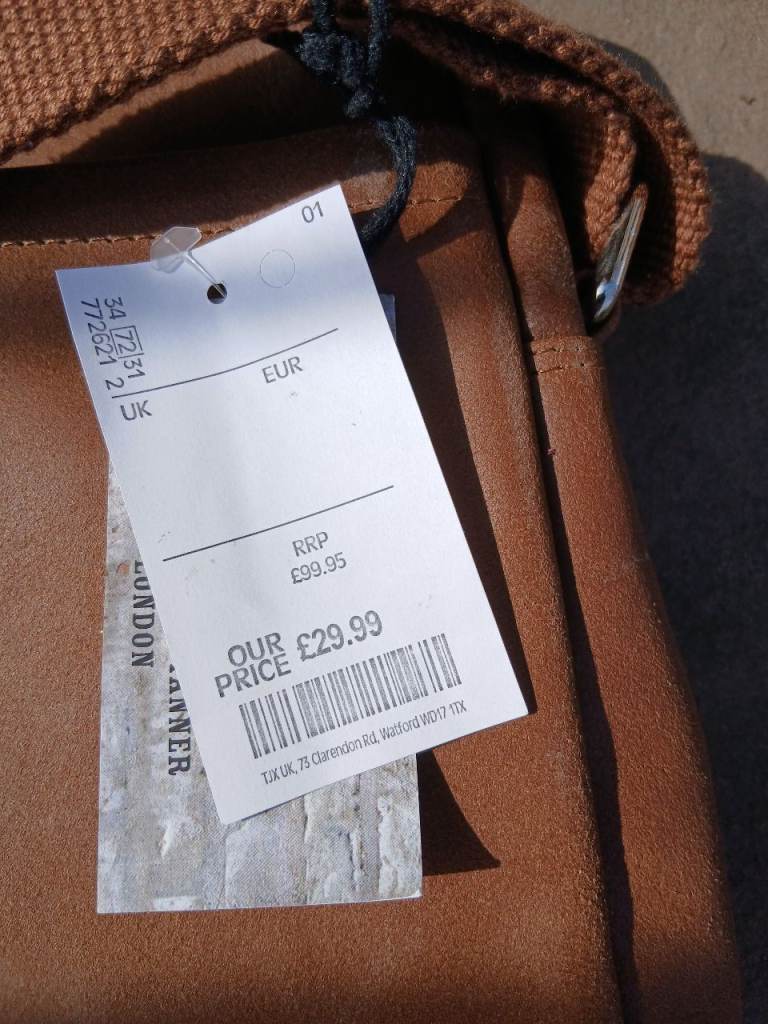 01
34 72 31
772621 2
UK
EUR
RRP
£99.95
OUR
PRICE £29.99
TJX UK, 73 Clarendon Rd, Watford WD17 1TX
LONDON